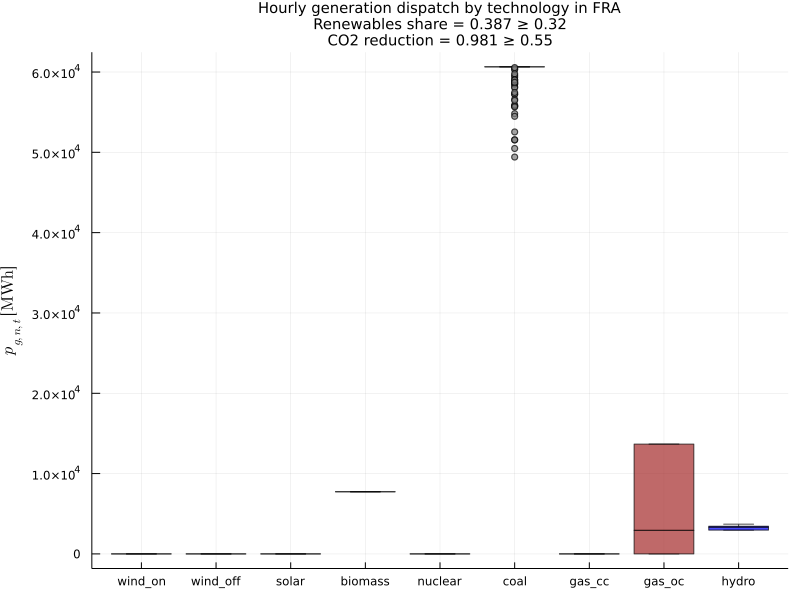 Hourly generation dispatch by technology in FRA
Renewables share = 0.387 ≥ 0.32
CO2 reduction = 0.981 ≥ 0.55
6.0×10⁴
5.0×10⁴
4.0×10⁴
3.0×10⁴
2.0×10⁴
1.0×10⁴
0
p_{g,n,t} [MWh]
wind_on wind_off solar biomass nuclear coal gas_cc gas_oc hydro